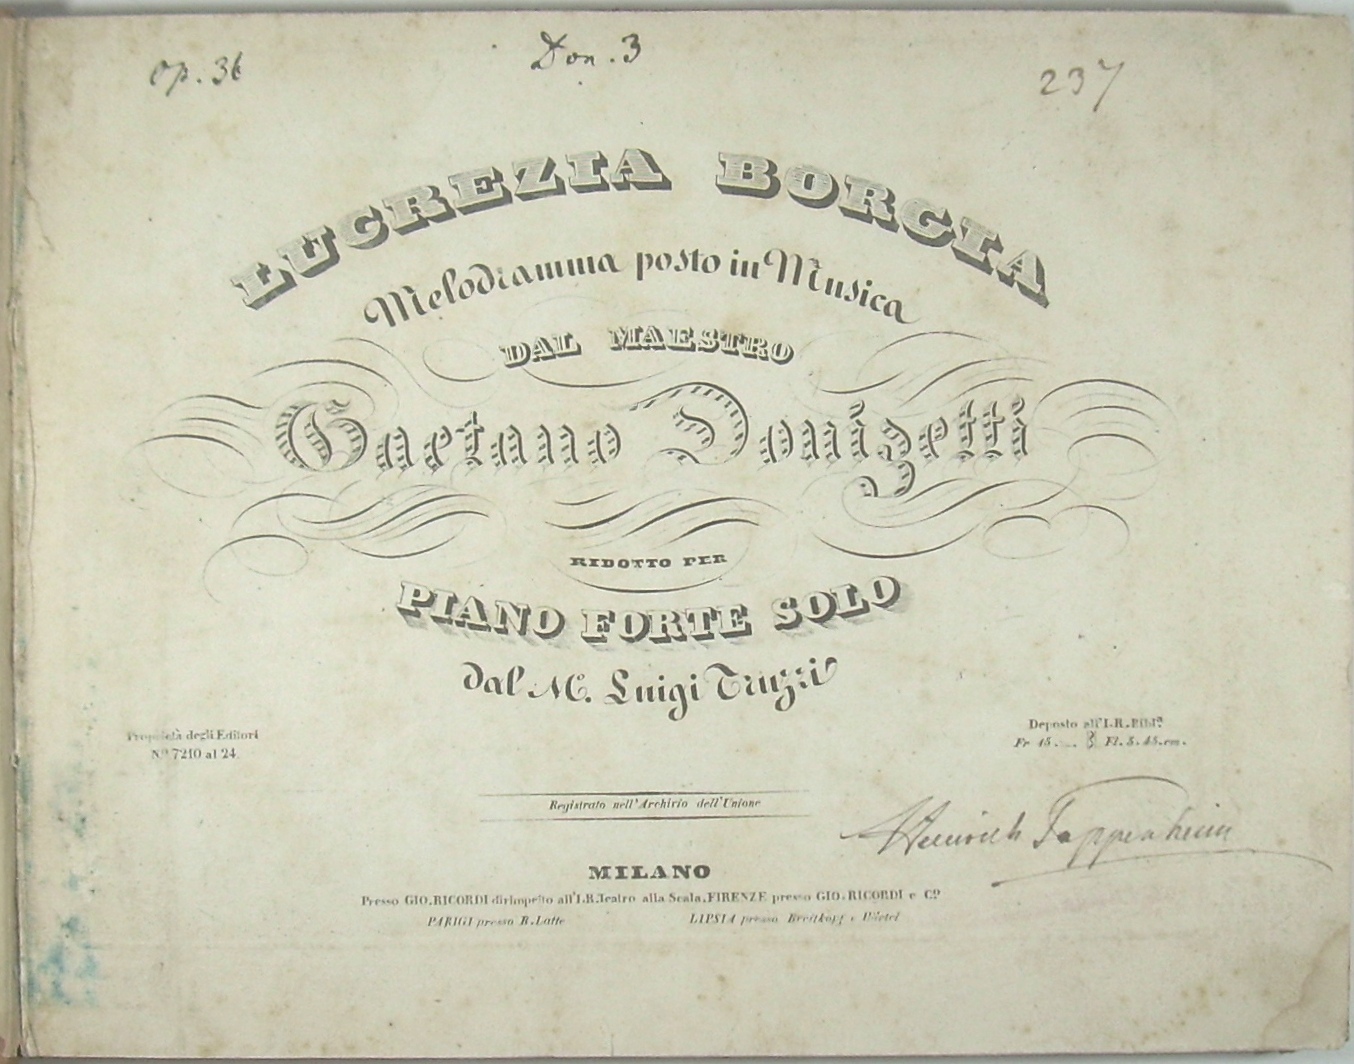 Op. 36
Don. 3
237
LUCREZIA BORGIA
Melodramma posto in Musica
DAL MAESTRO
Gaetano Donizetti
RIDOTTO PER
PIANO FORTE SOLO
dal M. Luigi Truzzi
Proprietà degli Editori
N.º 7210 al 24.
Deposto all'I.R. Bibl.ª
Fr 15. Fl. 5. 45. cm.
Registrato nell'Archivio dell'Unione
Heinrich Pappenheim
MILANO
Presso GIO. RICORDI dirimpetto all'I.R. Teatro alla Scala. FIRENZE presso GIO. RICORDI e C.º
PARIGI presso B. Latte LIPSIA presso Breitkopf e Härtel